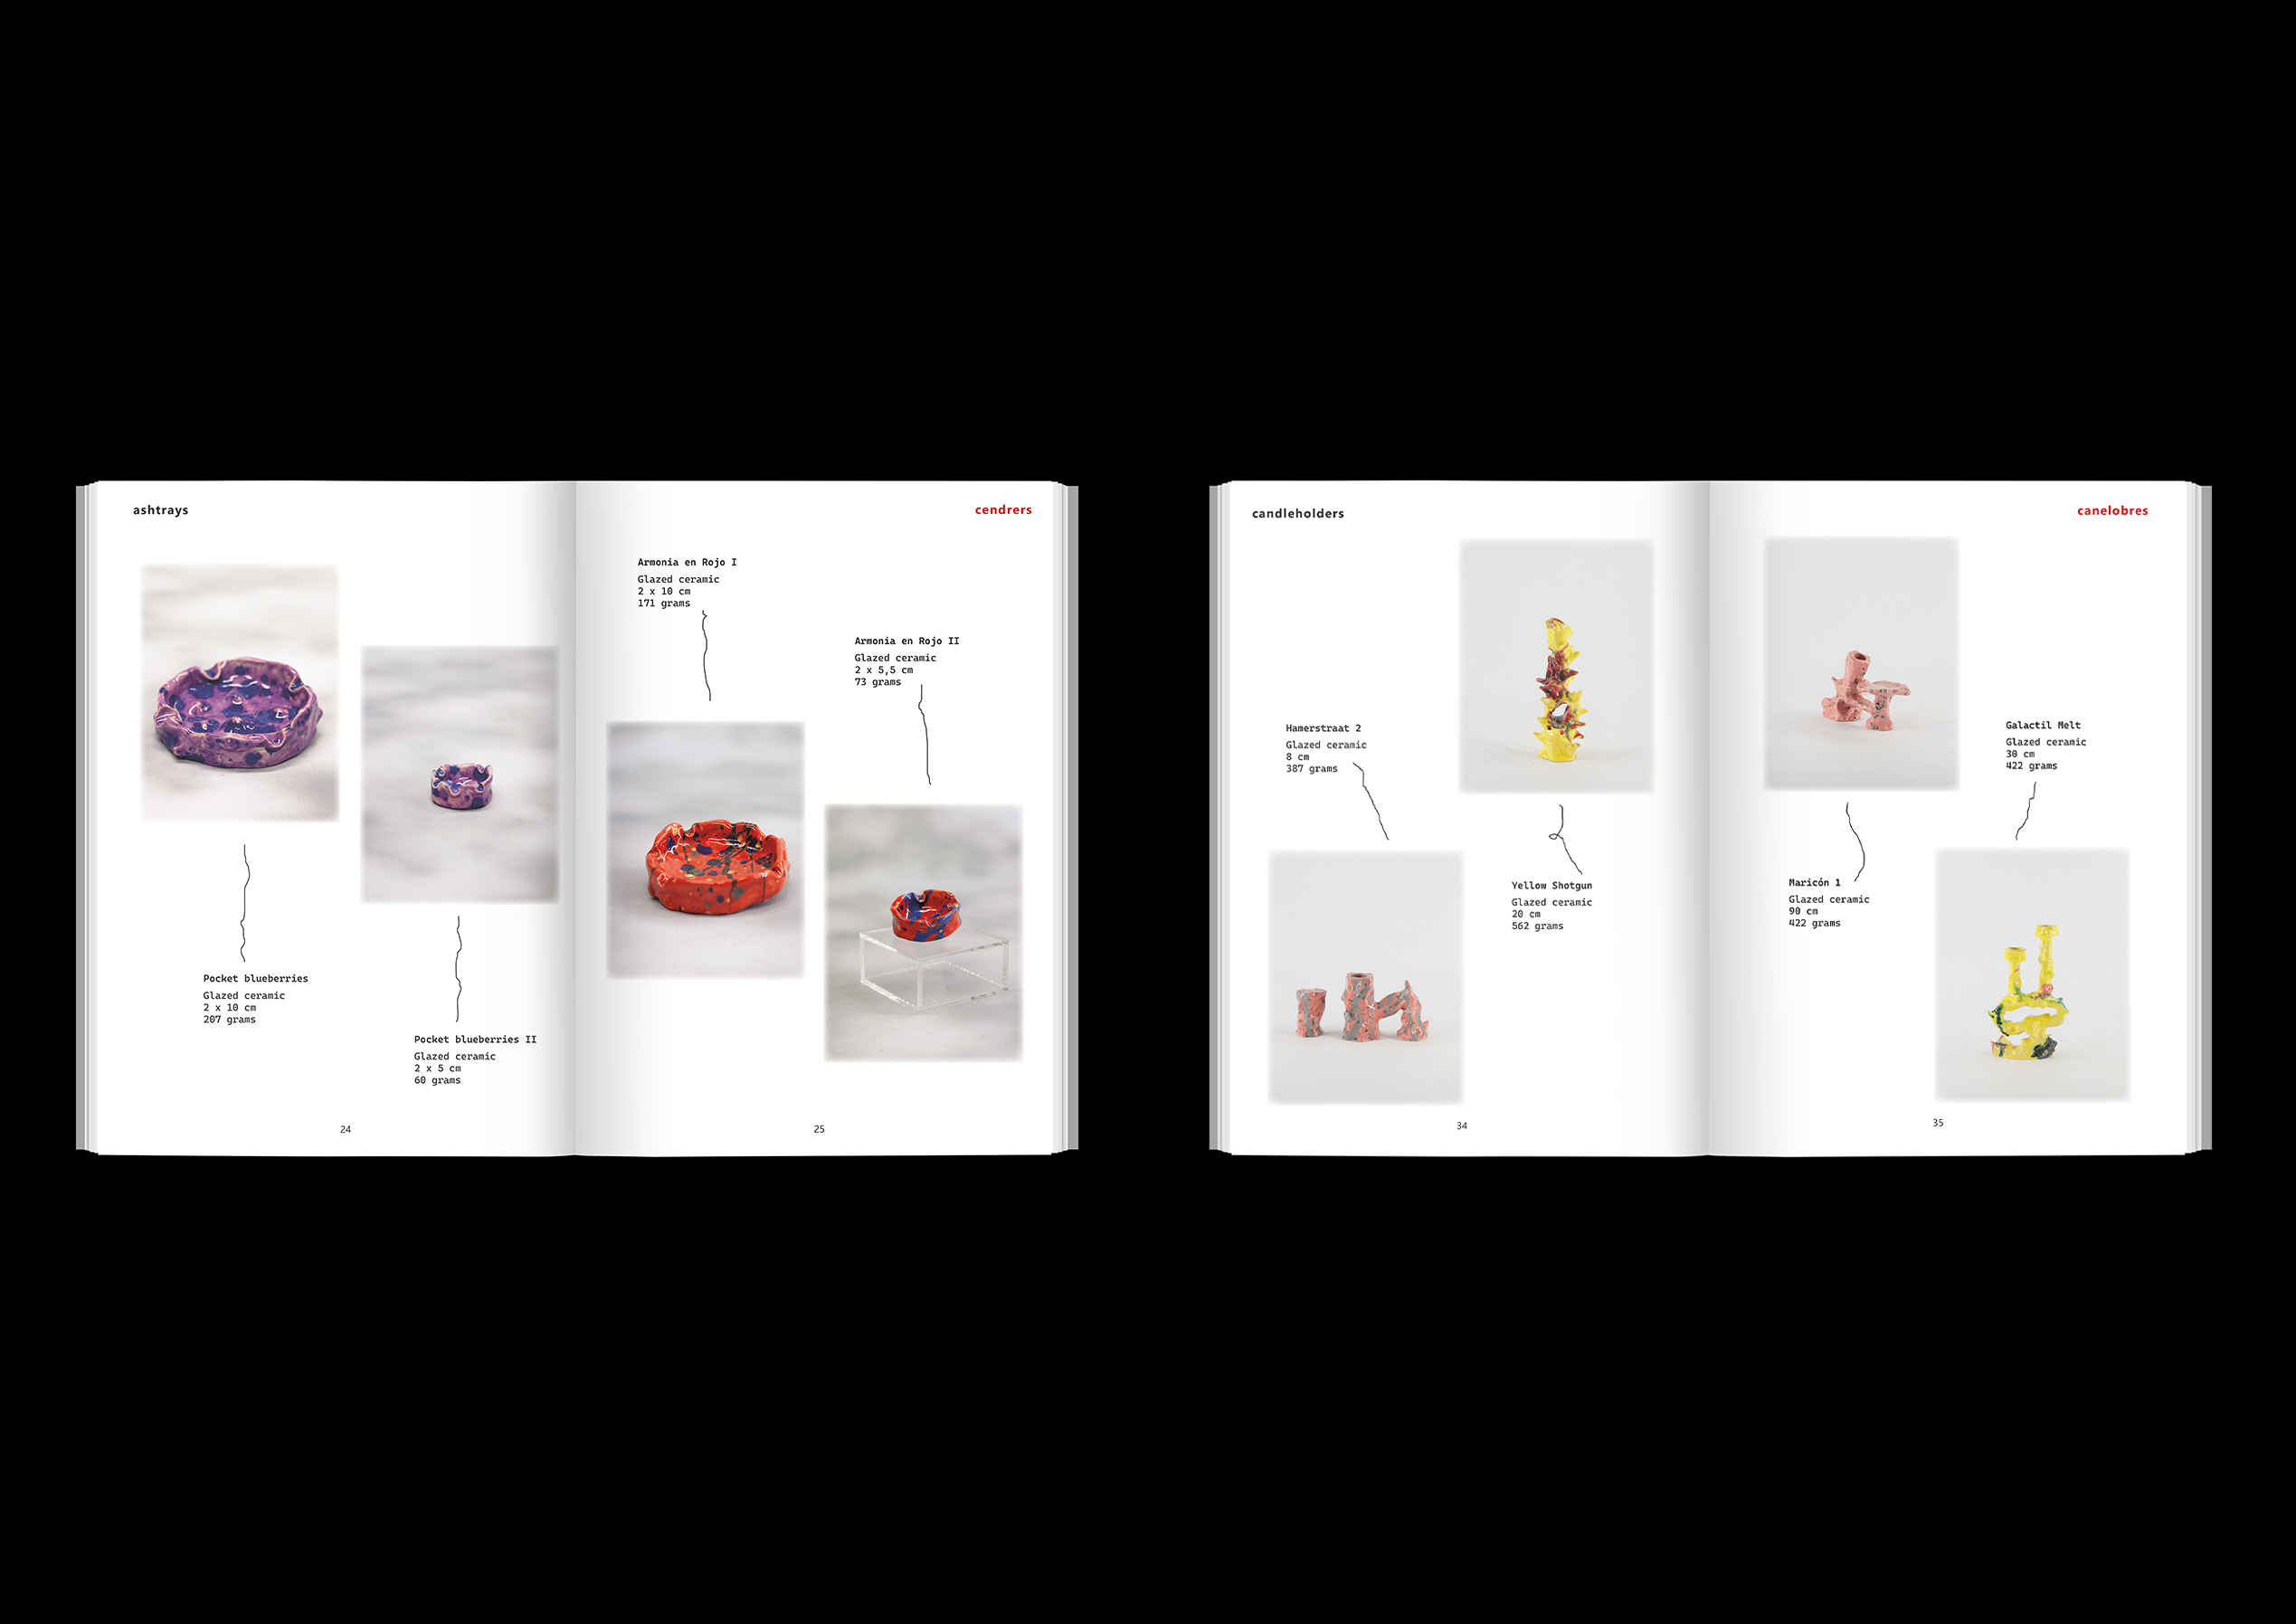 ashtrays
Pocket blueberries
Glazed ceramic
2 x 10 cm
207 grams
Pocket blueberries II
Glazed ceramic
2 x 5 cm
60 grams
24
cendrers
Armonia en Rojo I
Glazed ceramic
2 x 10 cm
171 grams
Armonia en Rojo II
Glazed ceramic
2 x 5,5 cm
73 grams
25
candleholders
Hamerstraat 2
Glazed ceramic
8 cm
387 grams
Yellow Shotgun
Glazed ceramic
20 cm
562 grams
34
canelobres
Galactil Melt
Glazed ceramic
30 cm
422 grams
Maricón 1
Glazed ceramic
90 cm
422 grams
35